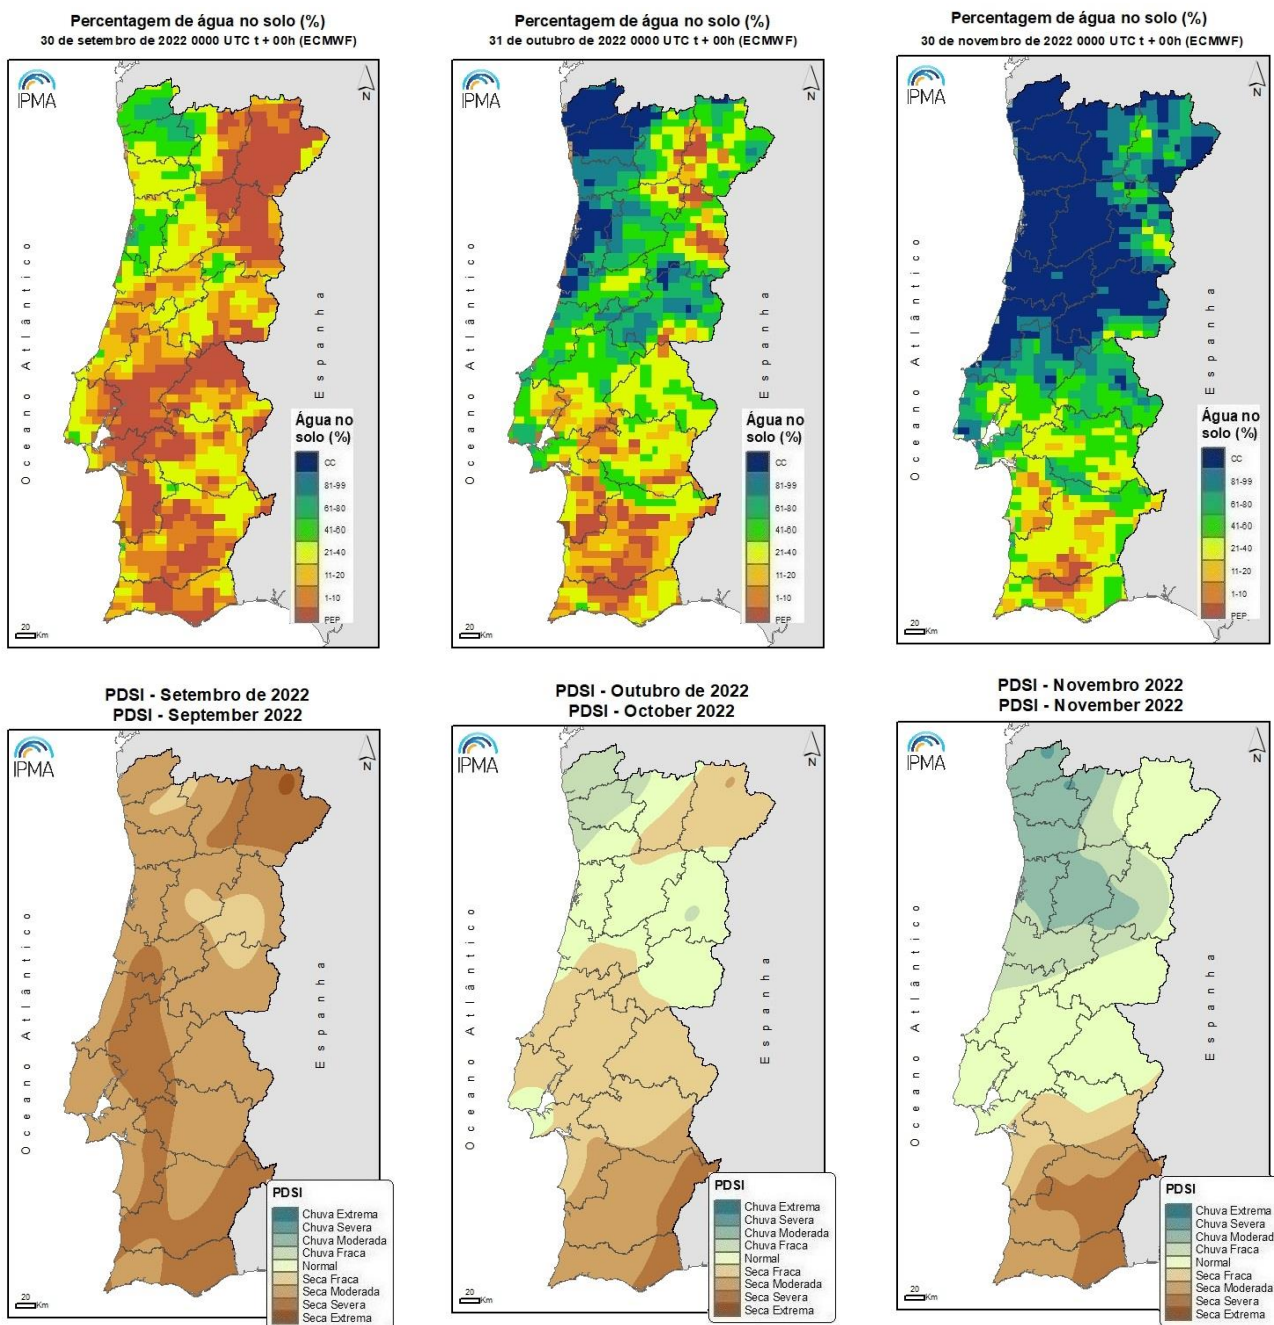 Percentagem de água no solo (%)
30 de setembro de 2022 0000 UTC t + 00h (ECMWF)
IPMA
N
Oceano Atlântico
Espanha
Água no
solo (%)
CC
81-99
61-80
41-60
21-40
11-20
1-10
PEP
20
Km
Percentagem de água no solo (%)
31 de outubro de 2022 0000 UTC t + 00h (ECMWF)
IPMA
N
Oceano Atlântico
Espanha
Água no
solo (%)
CC
81-99
61-80
41-60
21-40
11-20
1-10
PEP
20
Km
Percentagem de água no solo (%)
30 de novembro de 2022 0000 UTC t + 00h (ECMWF)
IPMA
N
Oceano Atlântico
Espanha
Água no
solo (%)
CC
81-99
61-80
41-60
21-40
11-20
1-10
PEP
20
Km
PDSI - Setembro de 2022
PDSI - September 2022
IPMA
N
Oceano Atlântico
Espanha
PDSI
Chuva Extrema
Chuva Severa
Chuva Moderada
Chuva Fraca
Normal
Seca Fraca
Seca Moderada
Seca Severa
Seca Extrema
20
Km
PDSI - Outubro de 2022
PDSI - October 2022
IPMA
N
Oceano Atlântico
Espanha
PDSI
Chuva Extrema
Chuva Severa
Chuva Moderada
Chuva Fraca
Normal
Seca Fraca
Seca Moderada
Seca Severa
Seca Extrema
20
Km
PDSI - Novembro 2022
PDSI - November 2022
IPMA
N
Oceano Atlântico
Espanha
PDSI
Chuva Extrema
Chuva Severa
Chuva Moderada
Chuva Fraca
Normal
Seca Fraca
Seca Moderada
Seca Severa
Seca Extrema
20
Km